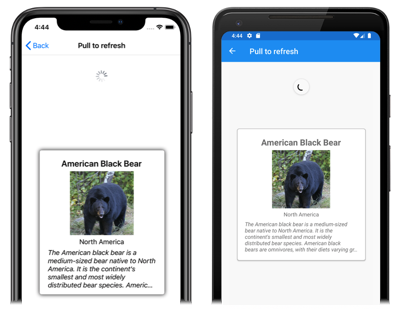 4:44
Back
Pull to refresh
American Black Bear
North America
The American black bear is a
medium-sized bear native to North
America. It is the continent's
smallest and most widely
distributed bear species. Americ...
4:44
Pull to refresh
American Black Bear
North America
The American black bear is a medium-sized
bear native to North America. It is the
continent's smallest and most widely
distributed bear species. American black
bears are omnivores, with their diets varying gr...